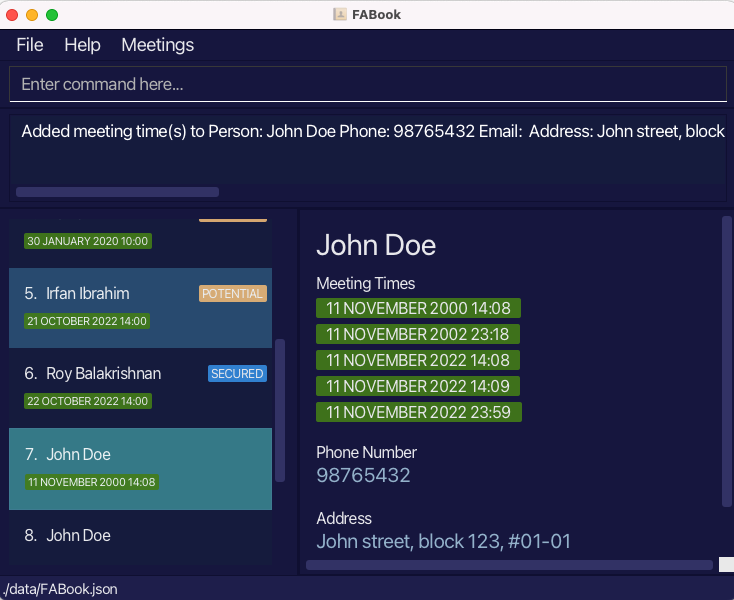 FABook
File Help Meetings
Enter command here...
Added meeting time(s) to Person: John Doe Phone: 98765432 Email: Address: John street, block
30 JANUARY 2020 10:00
5. Irfan Ibrahim
POTENTIAL
21 OCTOBER 2022 14:00
6. Roy Balakrishnan
SECURED
22 OCTOBER 2022 14:00
7. John Doe
11 NOVEMBER 2000 14:08
8. John Doe
John Doe
Meeting Times
11 NOVEMBER 2000 14:08
11 NOVEMBER 2002 23:18
11 NOVEMBER 2022 14:08
11 NOVEMBER 2022 14:09
11 NOVEMBER 2022 23:59
Phone Number
98765432
Address
John street, block 123, #01-01
./data/FABook.json